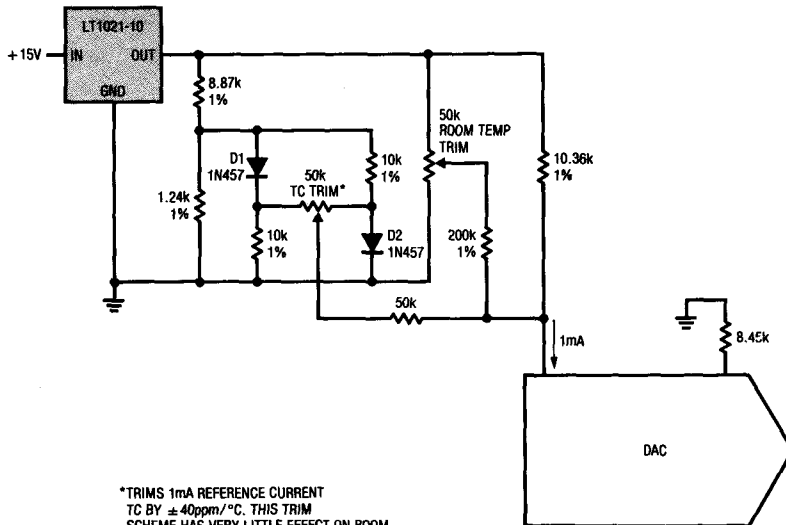 LT1021-10
+15V
IN
OUT
GND
8.87k
1%
1.24k
1%
D1
1N457
10k
1%
50k
TC TRIM*
10k
1%
D2
1N457
50k
ROOM TEMP
TRIM
200k
1%
10.36k
1%
50k
1mA
8.45k
DAC
*TRIMS 1mA REFERENCE CURRENT
TC BY ±40ppm/°C. THIS TRIM
SCHEME HAS VERY LITTLE EFFECT ON ROOM